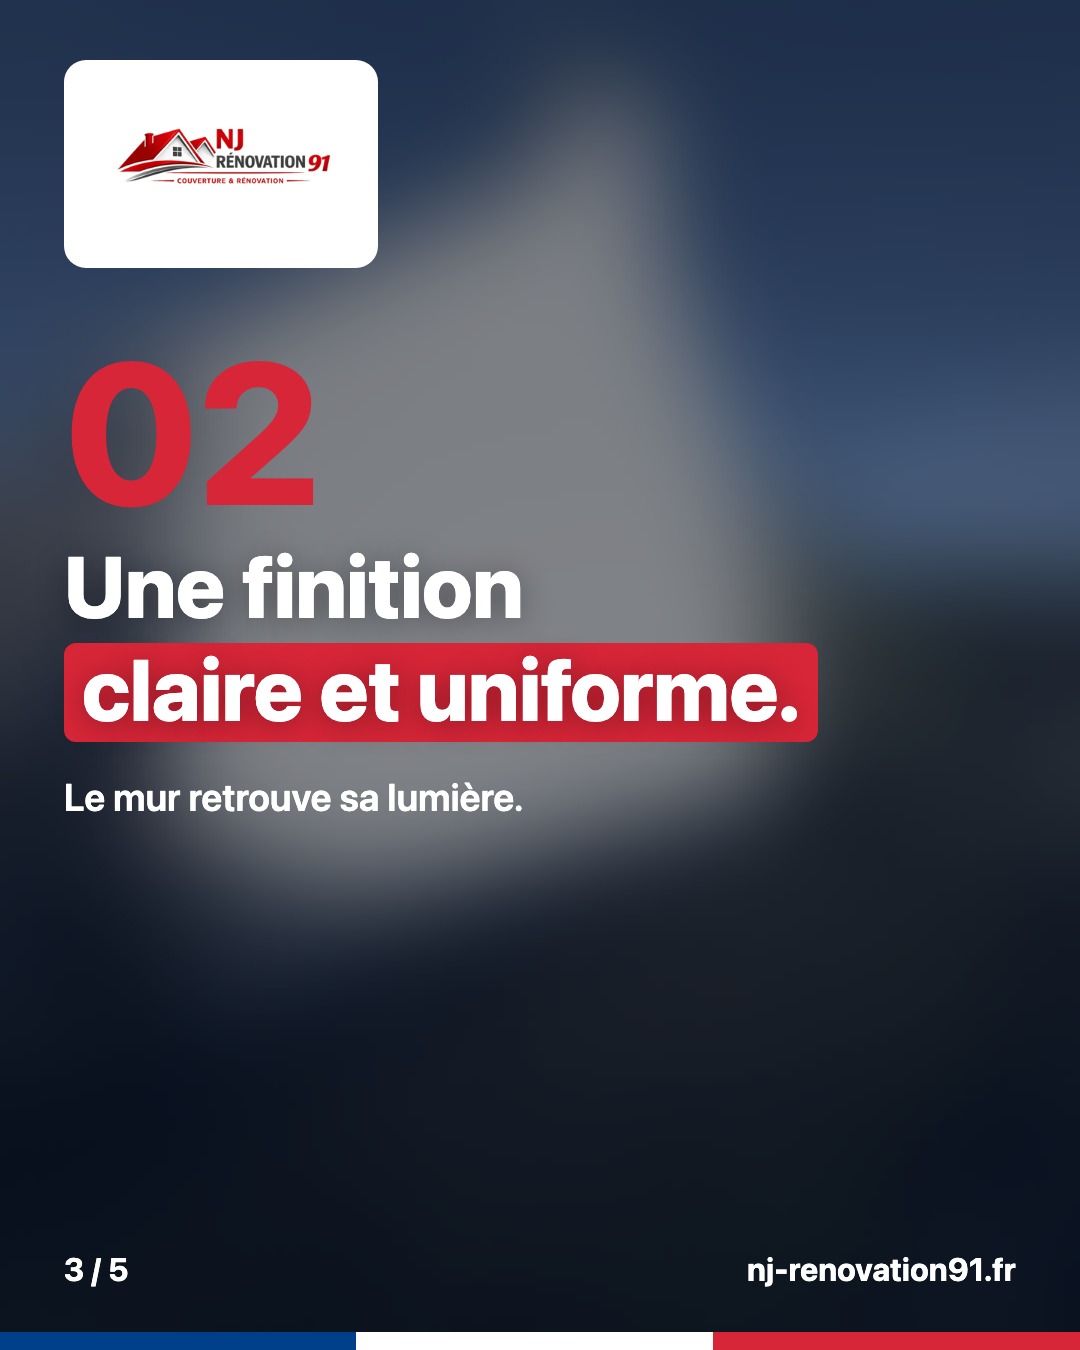 NJ
RÉNOVATION 91
COUVERTURE & RÉNOVATION
02
Une finition
claire et uniforme.
Le mur retrouve sa lumière.
3 / 5
nj-renovation91.fr